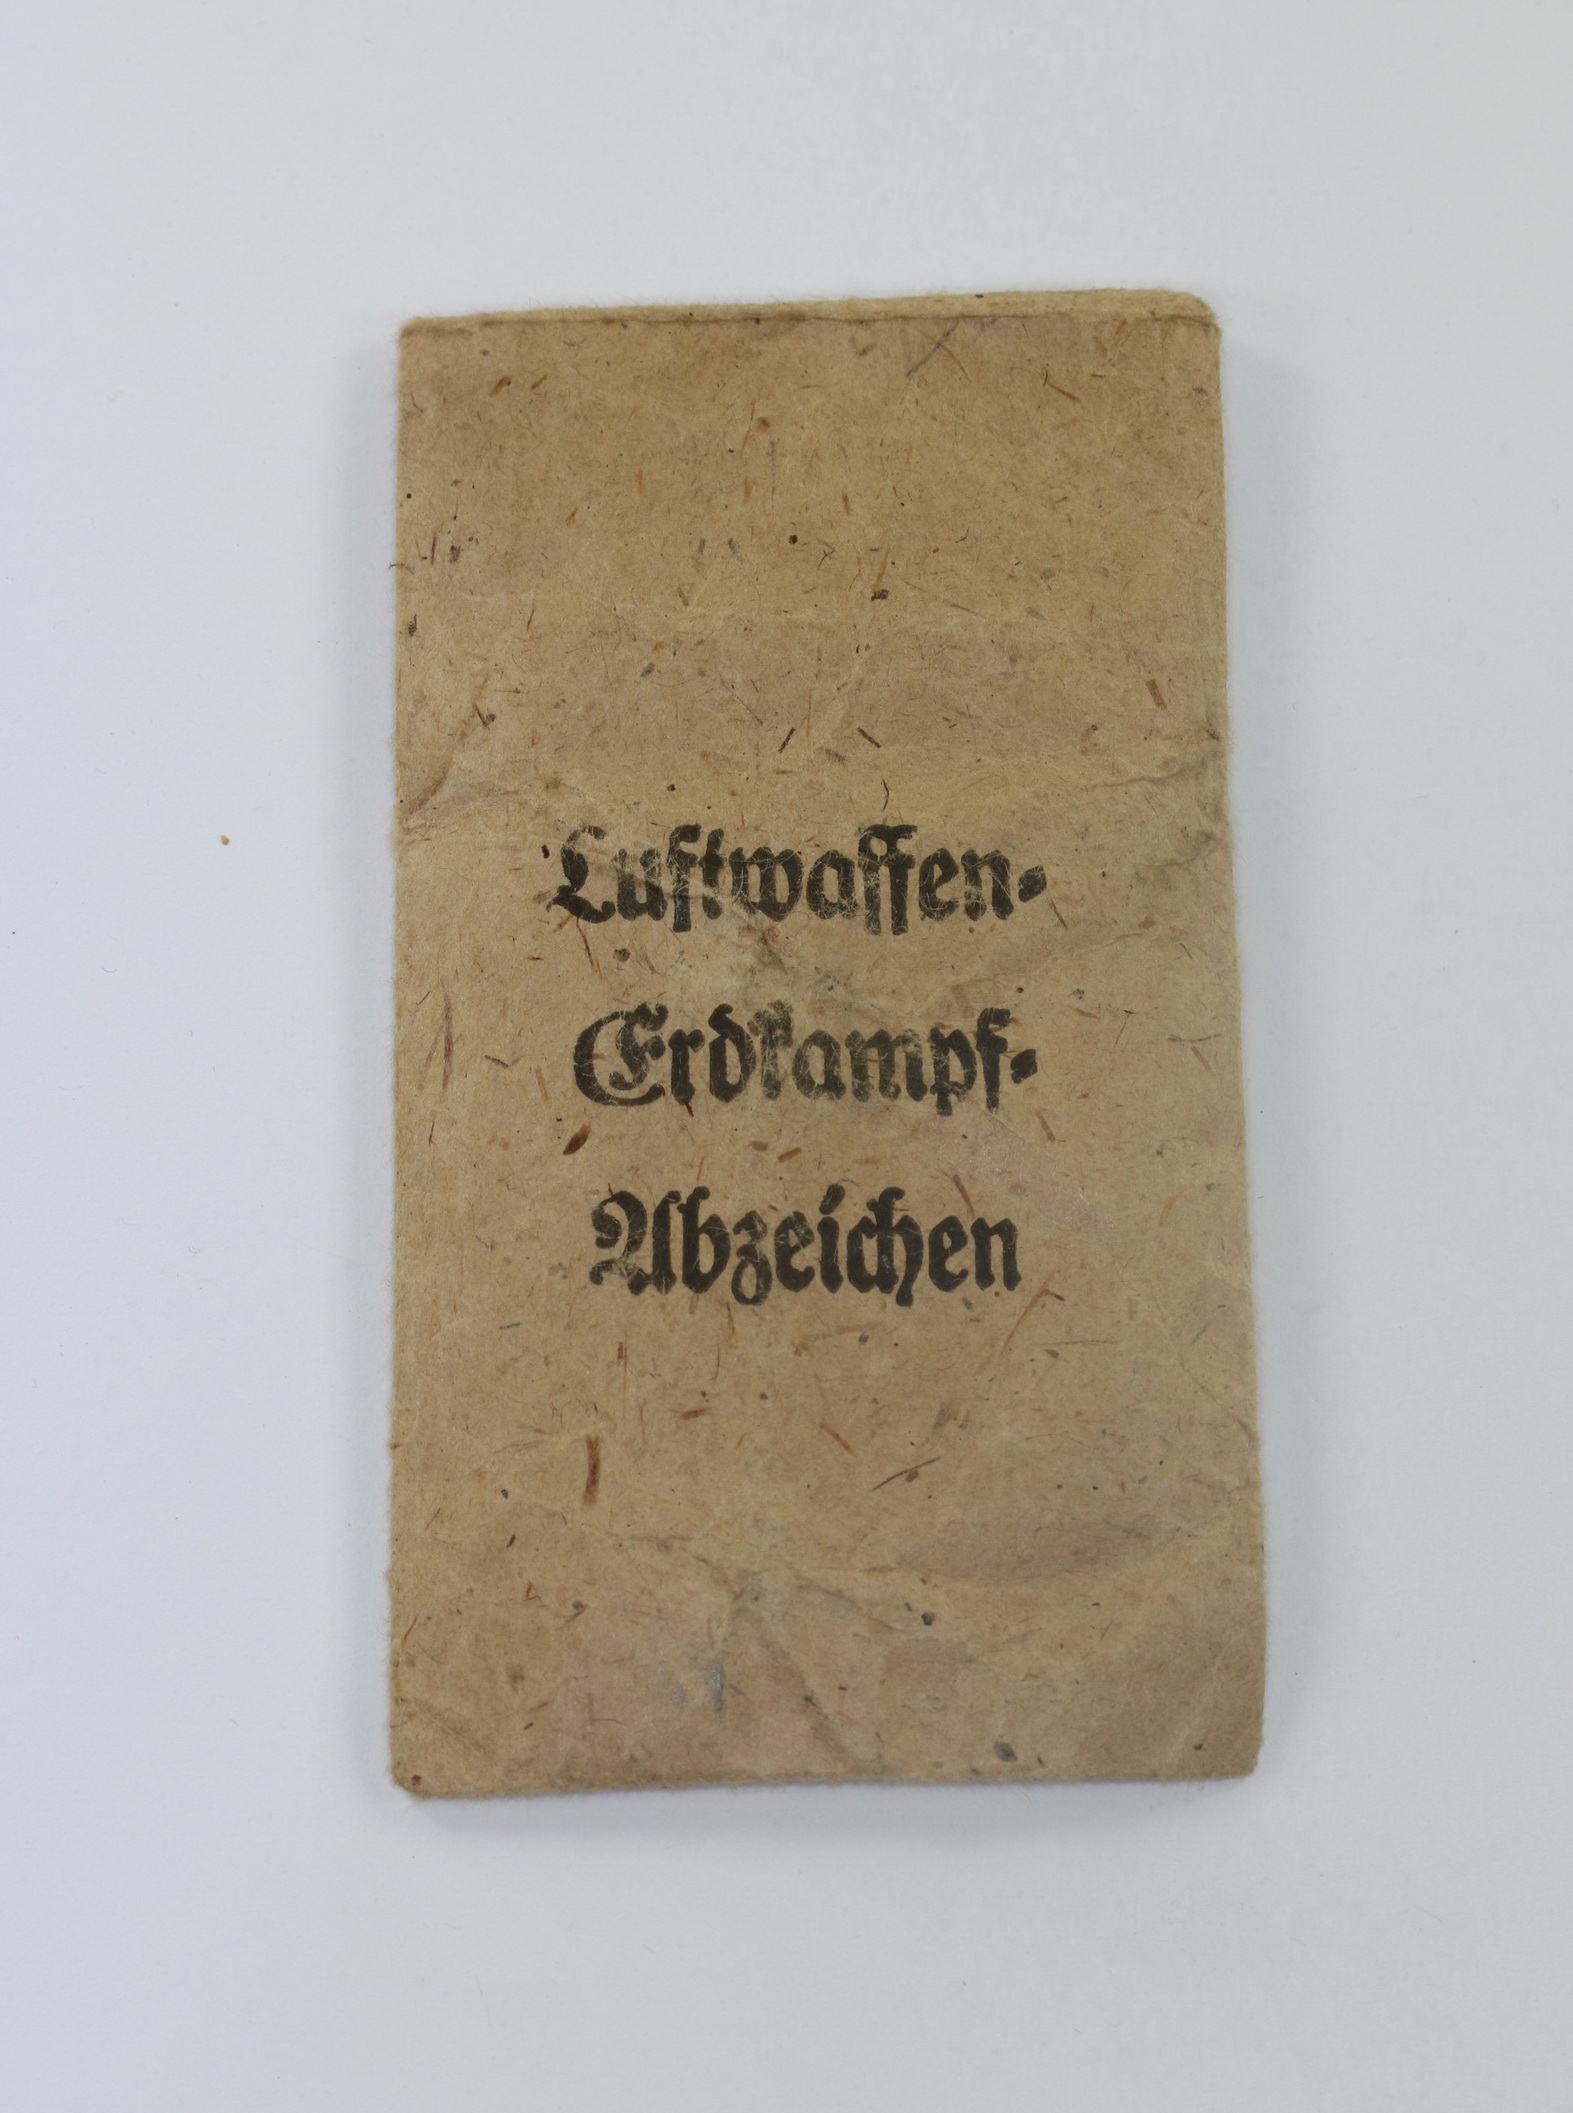 Luftwaffen-
Erdkampf-
Abzeichen